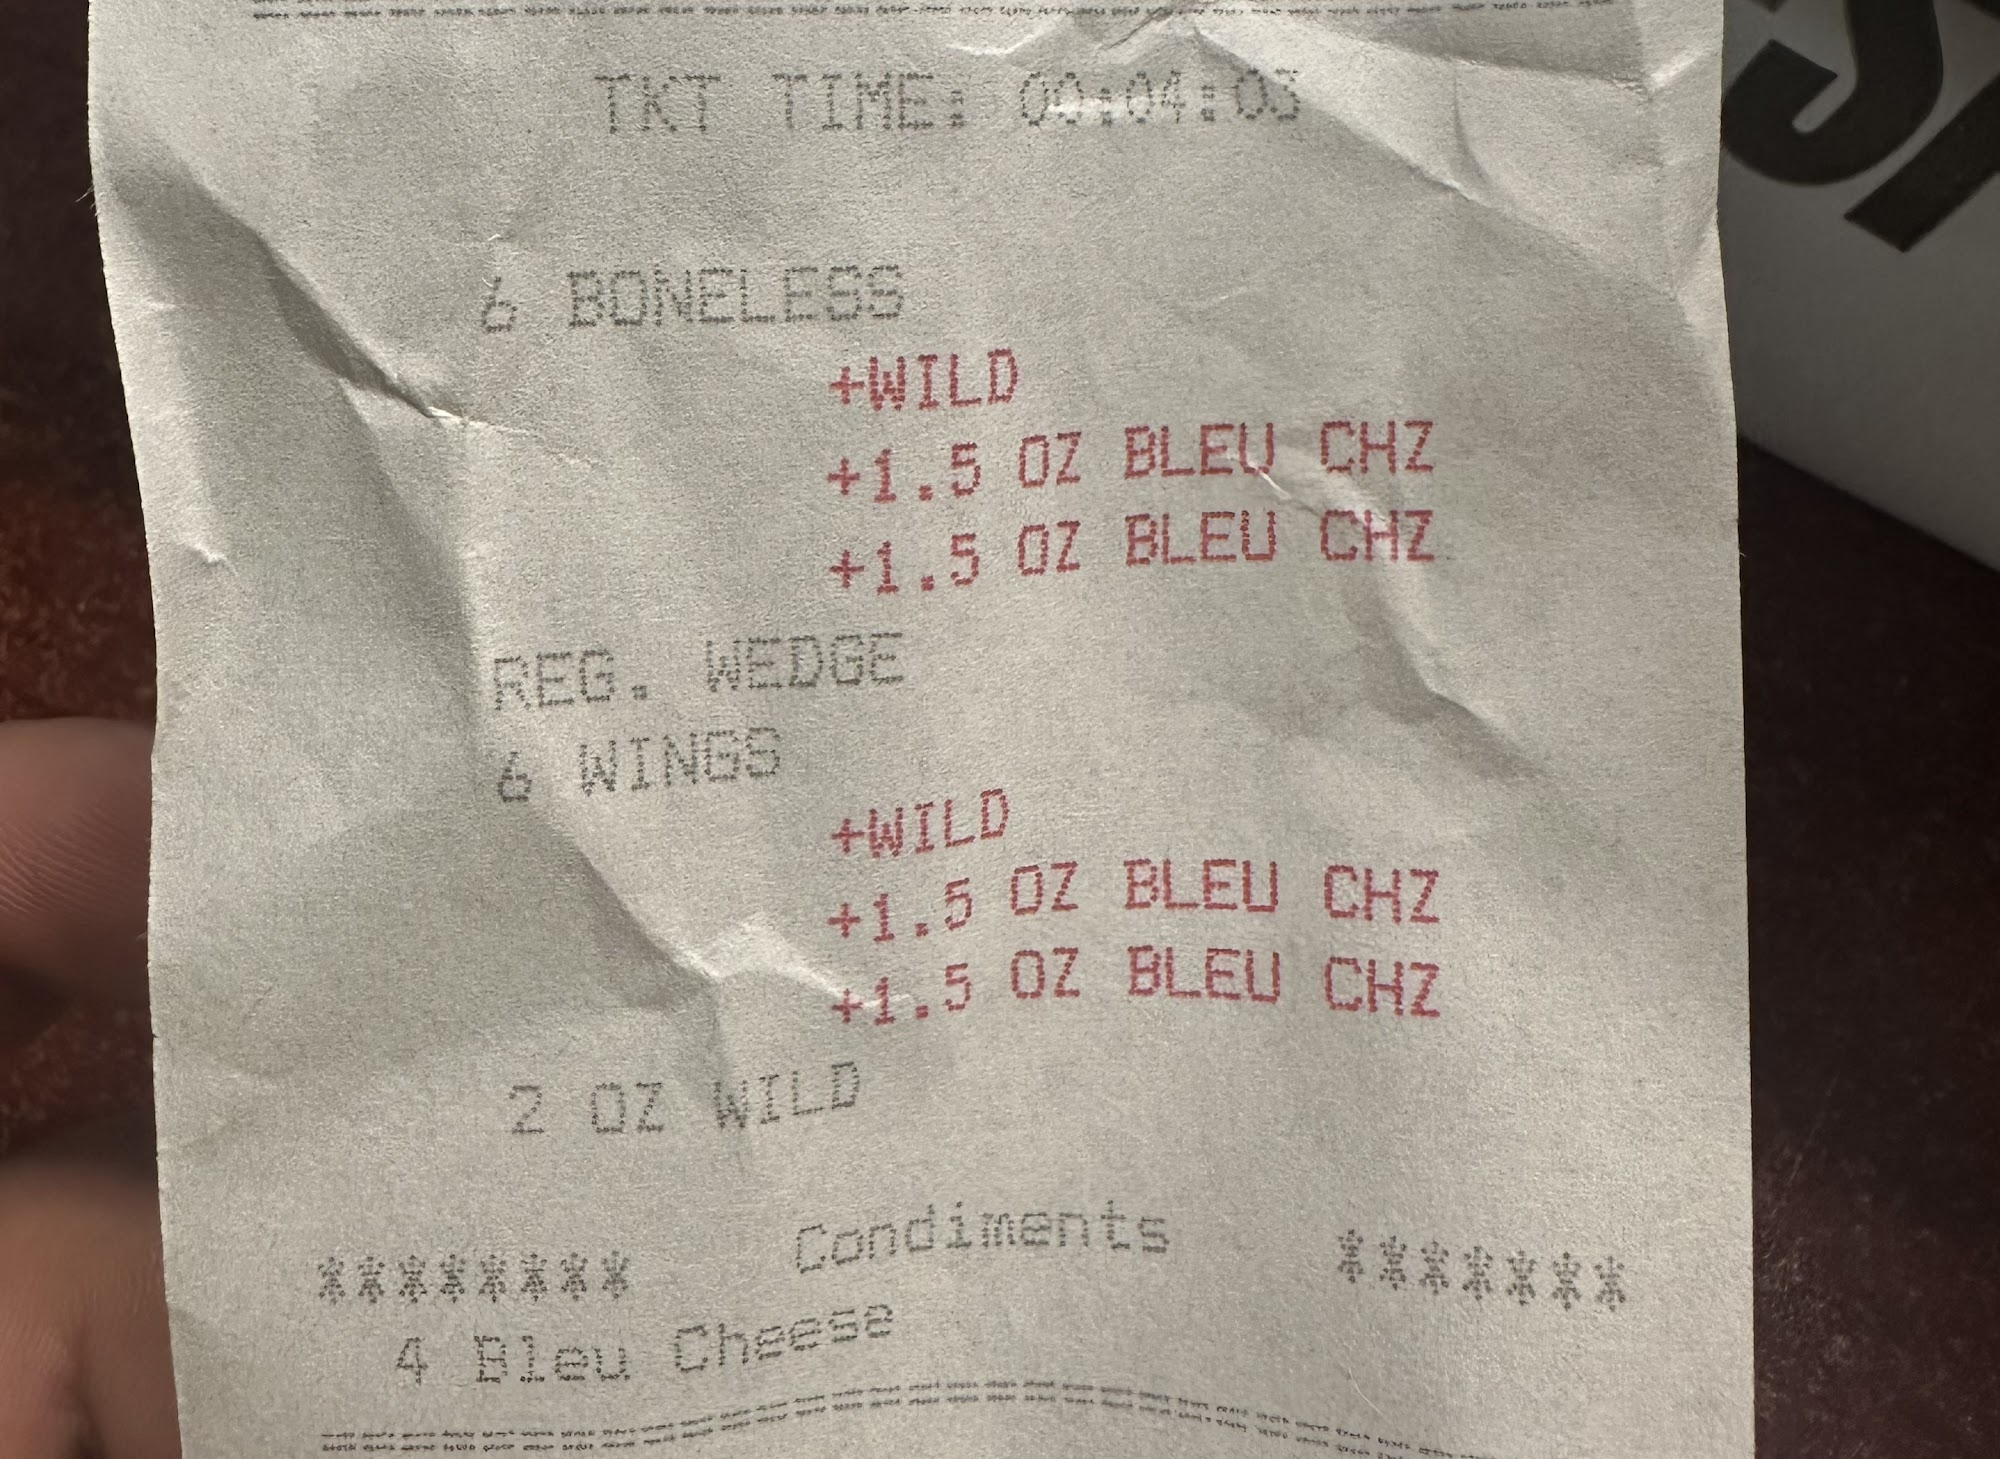 TKT TIME: 00:04:03
6 BONELESS
+WILD
+1.5 OZ BLEU CHZ
+1.5 OZ BLEU CHZ
REG. WEDGE
6 WINGS
+WILD
+1.5 OZ BLEU CHZ
+1.5 OZ BLEU CHZ
2 OZ WILD
******** Condiments *******
4 Bleu Cheese